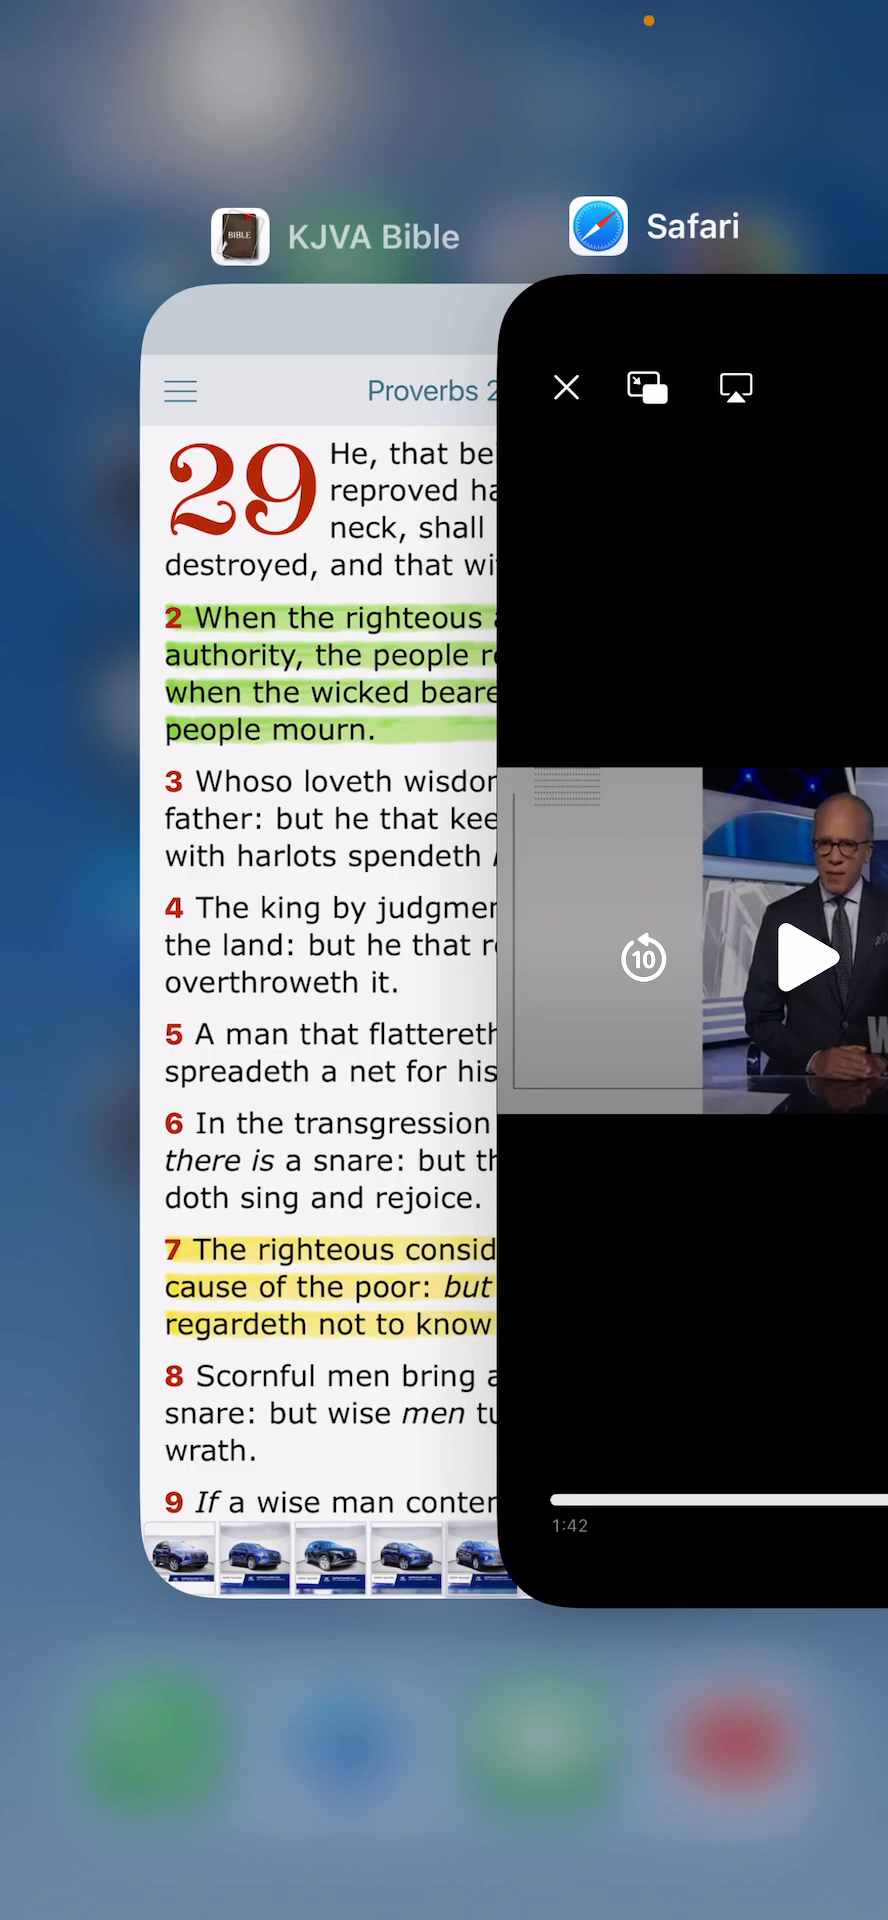 KJVA Bible
Safari
BIBLE
Proverbs
29 He, that be
reproved ha
neck, shall
destroyed, and that wi
2 When the righteous a
authority, the people r
when the wicked beare
people mourn.
3 Whoso loveth wisdo
father: but he that kee
with harlots spendeth
4 The king by judgme
the land: but he that r
overthroweth it.
5 A man that flattereth
spreadeth a net for his
6 In the transgression
there is a snare: but th
doth sing and rejoice.
7 The righteous consid
cause of the poor: but
regardeth not to know
8 Scornful men bring a
snare: but wise men tu
wrath.
9 If a wise man conte
10
W
1:42